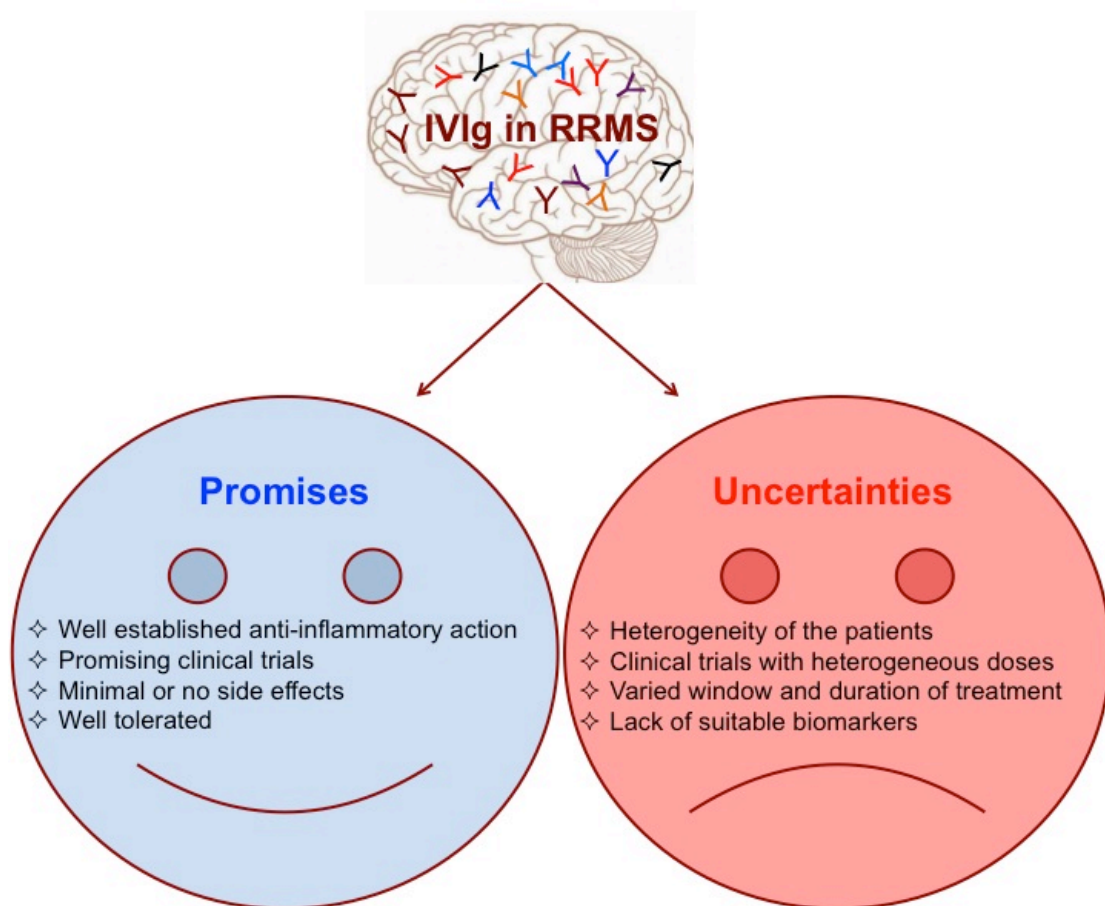 IVIg in RRMS
Promises
✧ Well established anti-inflammatory action
✧ Promising clinical trials
✧ Minimal or no side effects
✧ Well tolerated
Uncertainties
✧ Heterogeneity of the patients
✧ Clinical trials with heterogeneous doses
✧ Varied window and duration of treatment
✧ Lack of suitable biomarkers